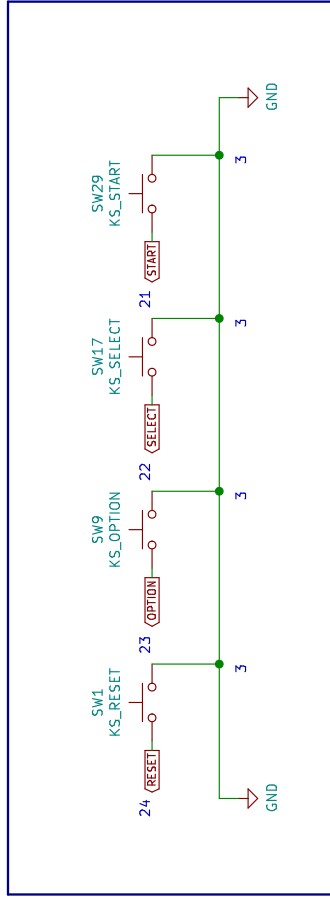 SW1
KS_RESET
RESET
24
3
SW9
KS_OPTION
OPTION
23
3
SW17
KS_SELECT
SELECT
22
3
SW29
KS_START
START
21
3
GND
GND